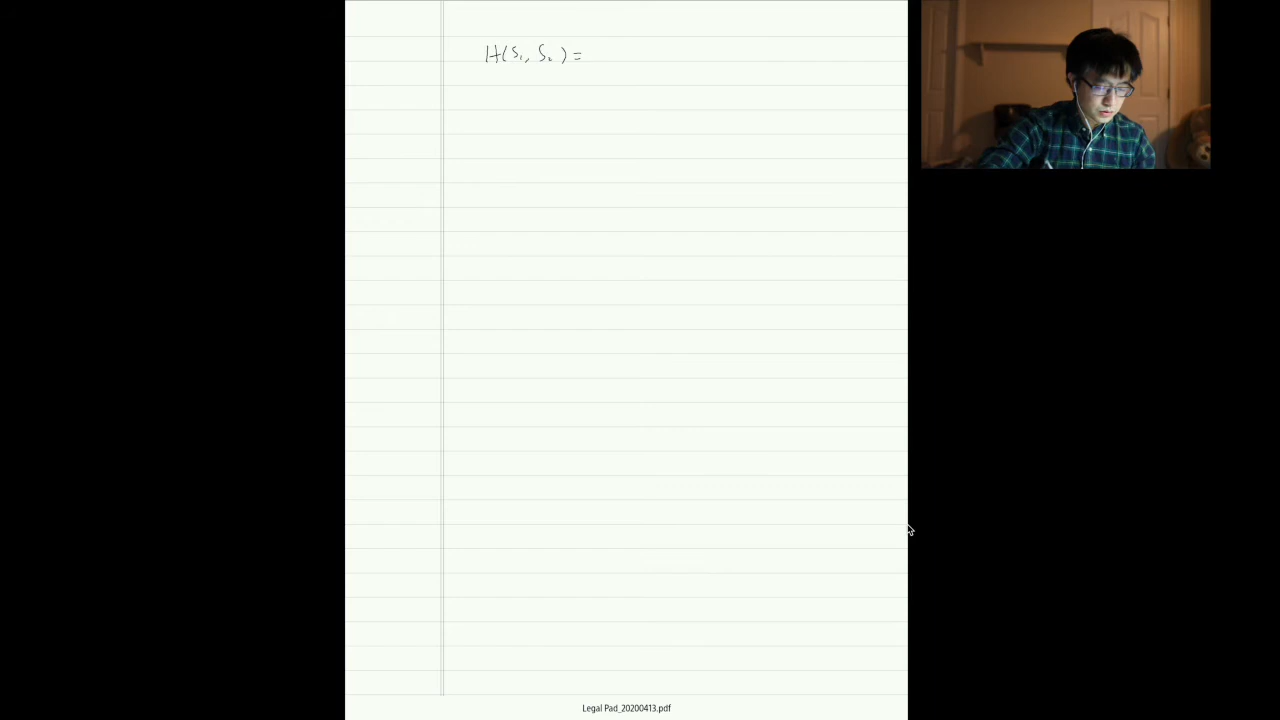 H(S₁, S₂) =
Legal Pad_20200413.pdf